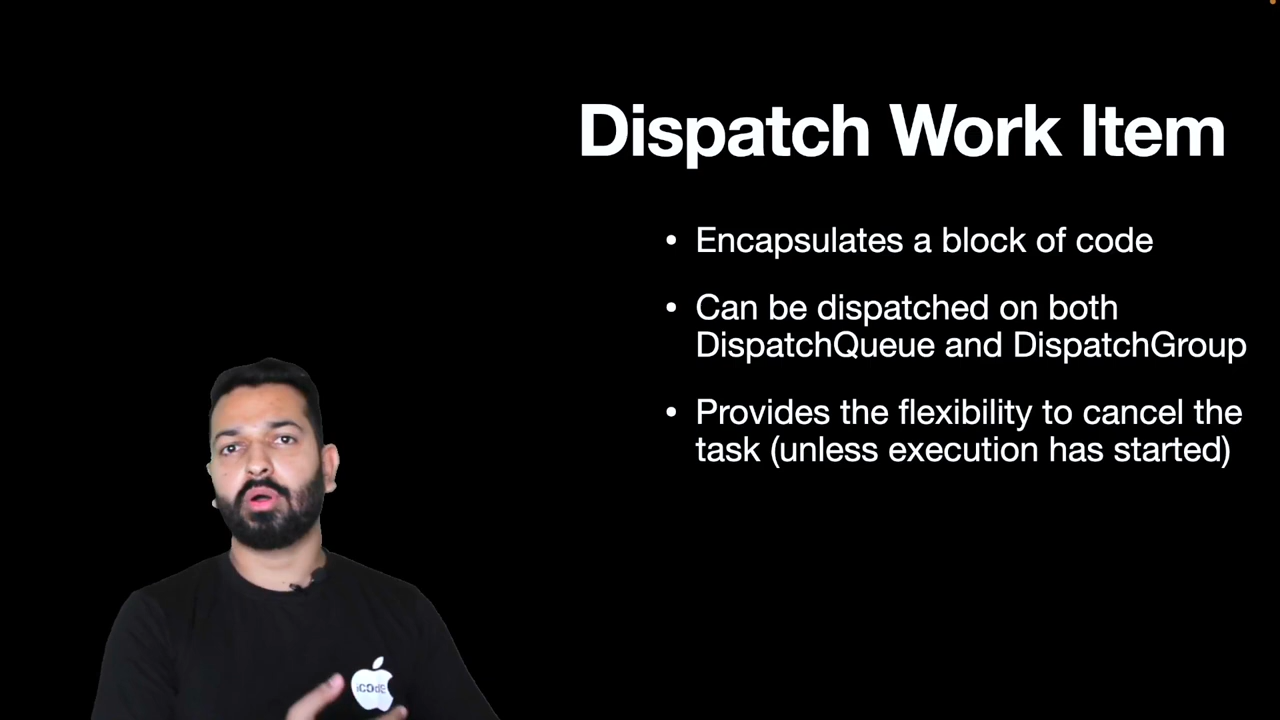 Dispatch Work Item
• Encapsulates a block of code
• Can be dispatched on both
DispatchQueue and DispatchGroup
• Provides the flexibility to cancel the
task (unless execution has started)
iCOdE